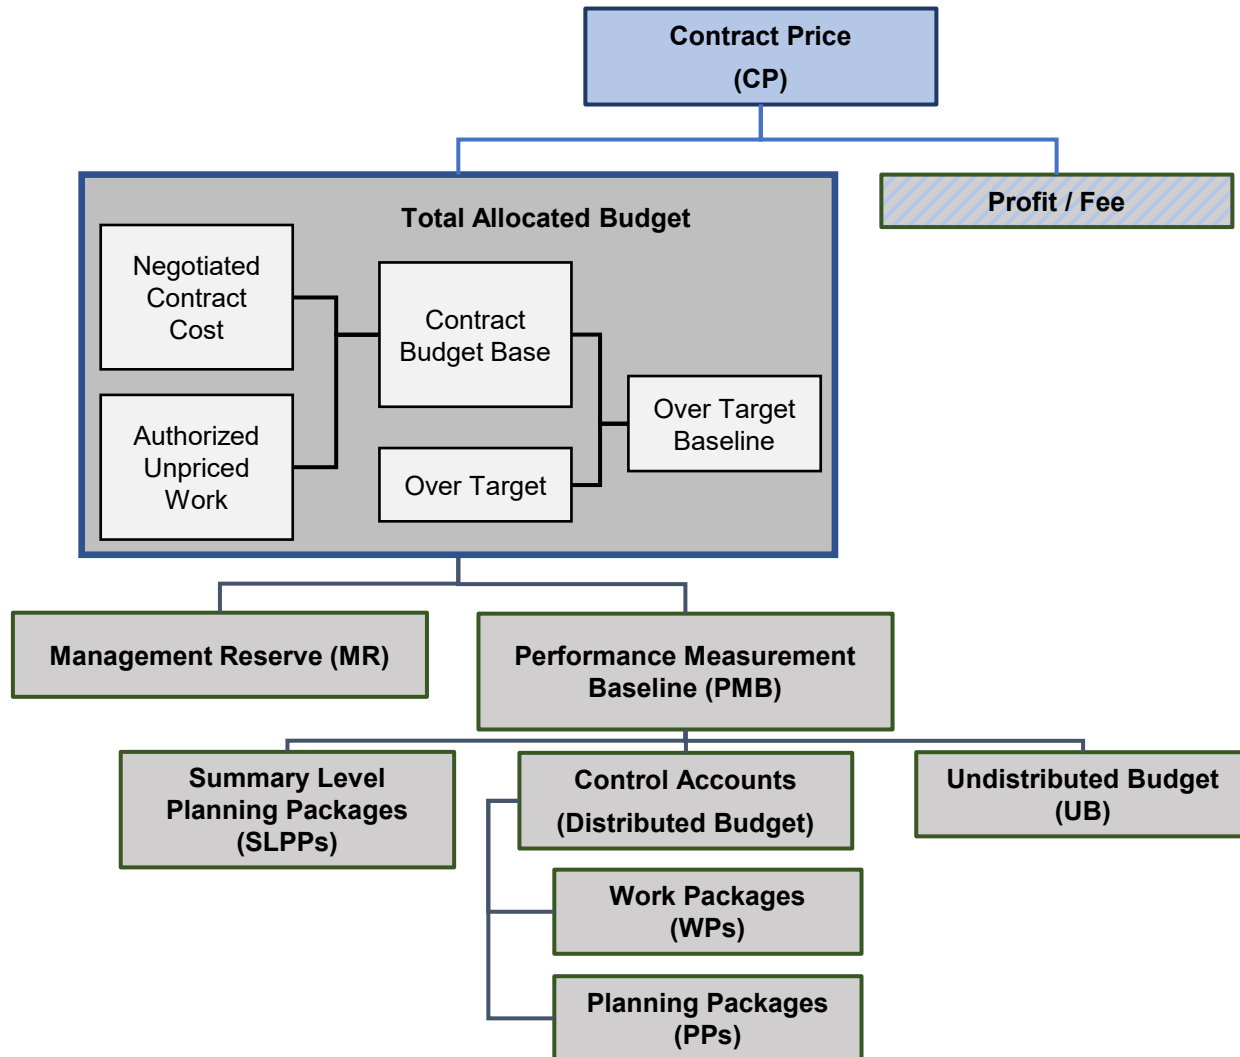 Contract Price
(CP)
Total Allocated Budget
Profit / Fee
Negotiated
Contract
Cost
Contract
Budget Base
Authorized
Unpriced
Work
Over Target
Over Target
Baseline
Management Reserve (MR)
Performance Measurement
Baseline (PMB)
Summary Level
Planning Packages
(SLPPs)
Control Accounts
(Distributed Budget)
Undistributed Budget
(UB)
Work Packages
(WPs)
Planning Packages
(PPs)